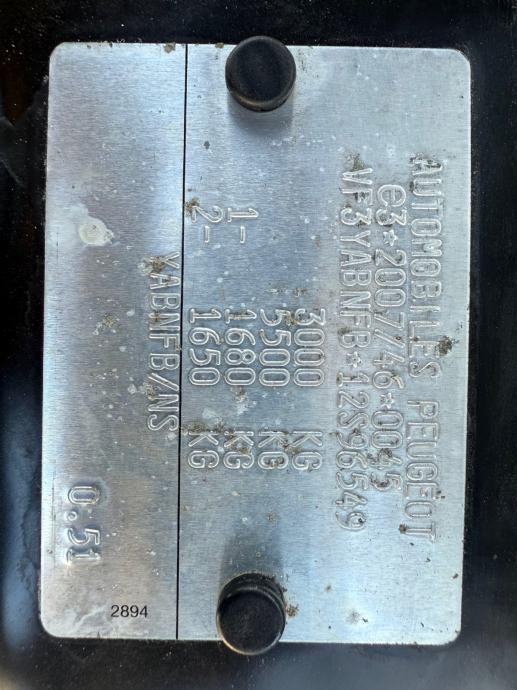 AUTOMOBILES PEUGEOT
e3*2007/46*0045
VF3YABNFB*12S96549
3000 KG
5500 KG
1- 1680 KG
2- 1650 KG
YABNFB/NS
0.51
2894